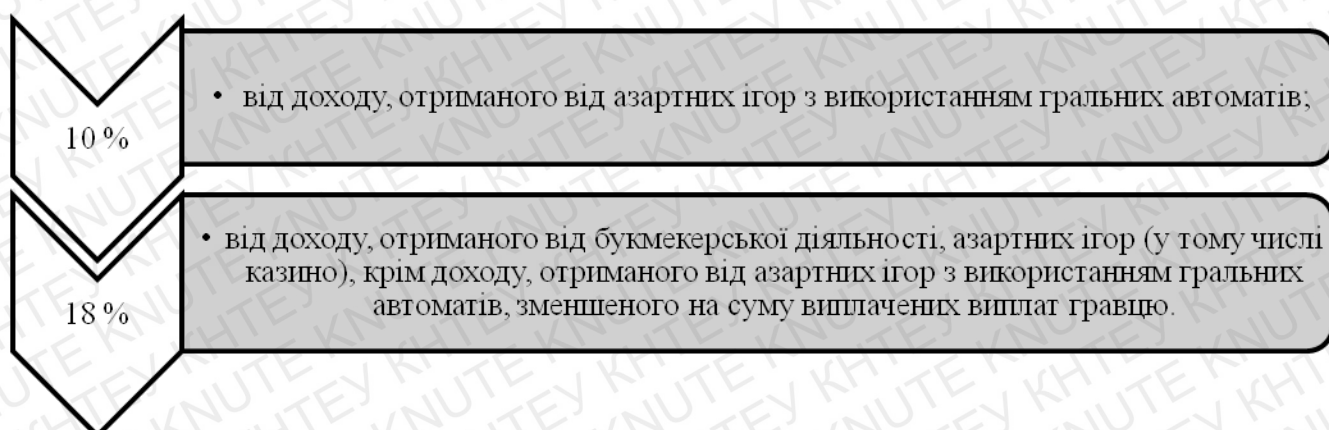 10 %
• від доходу, отриманого від азартних ігор з використанням гральних автоматів;
18 %
• від доходу, отриманого від букмекерської діяльності, азартних ігор (у тому числі
казино), крім доходу, отриманого від азартних ігор з використанням гральних
автоматів, зменшеного на суму виплачених виплат гравцю.